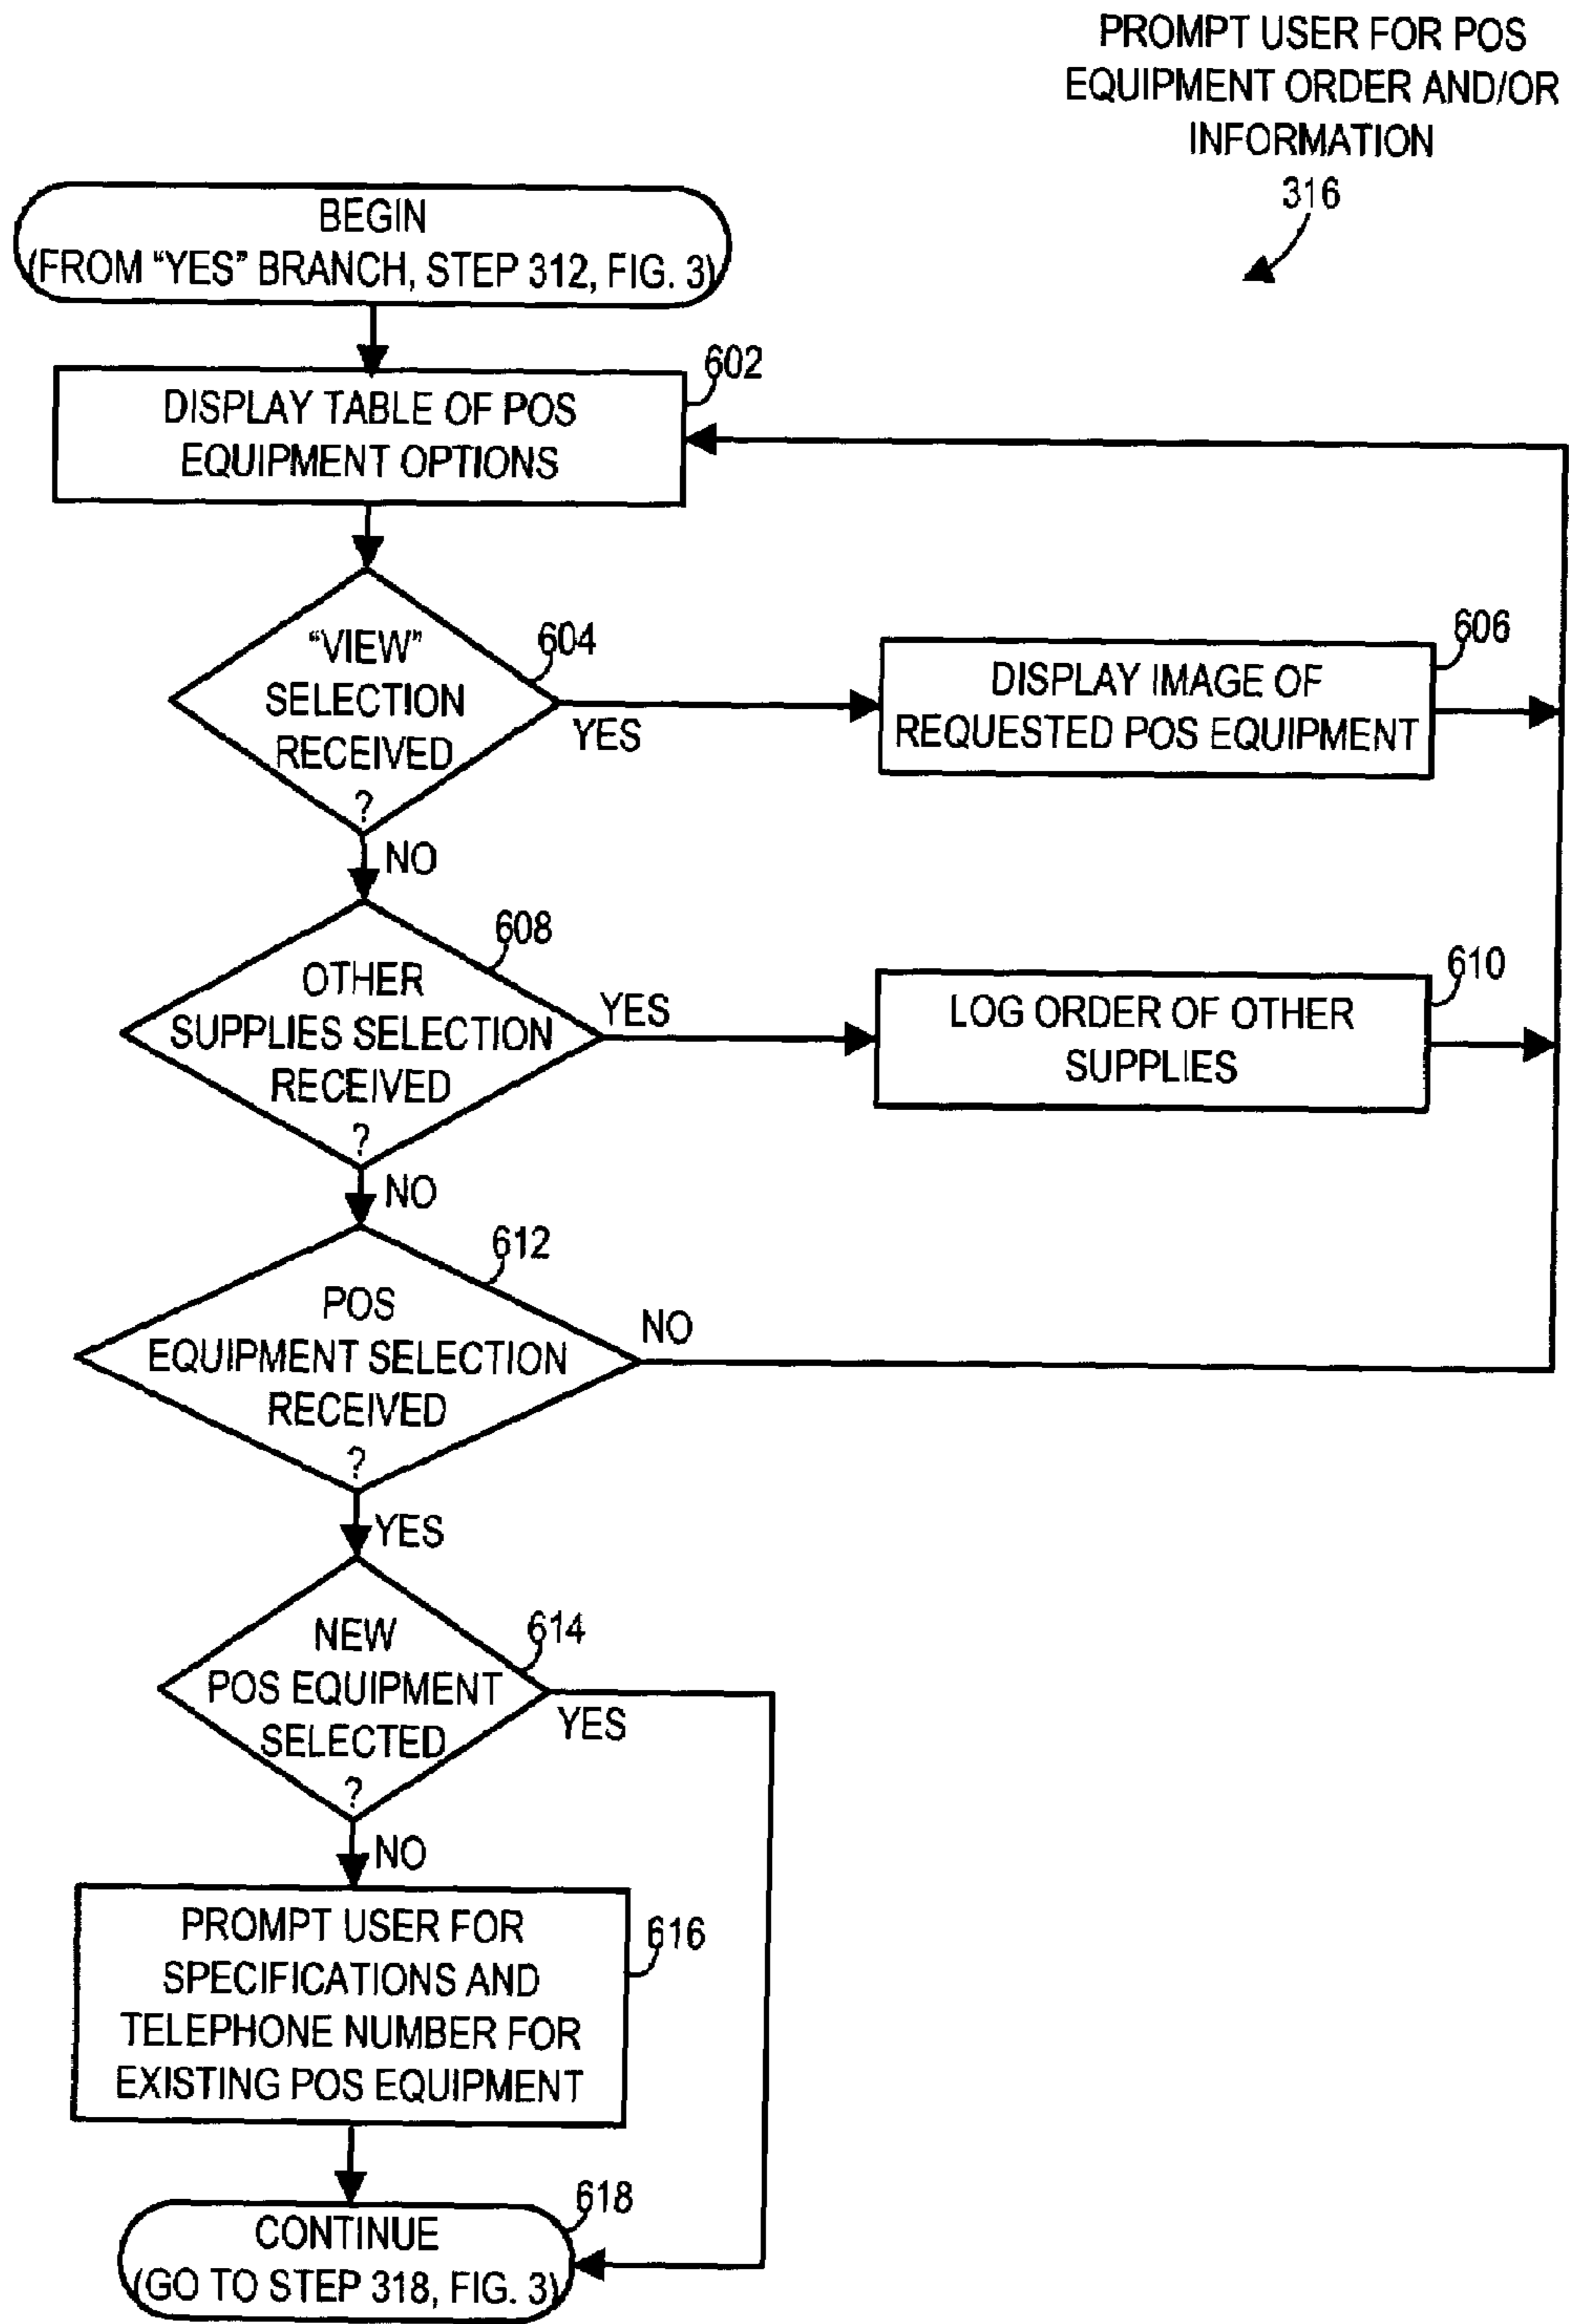 PROMPT USER FOR POS
EQUIPMENT ORDER AND/OR
INFORMATION
316
BEGIN
(FROM "YES" BRANCH, STEP 312, FIG. 3)
602
DISPLAY TABLE OF POS
EQUIPMENT OPTIONS
604
"VIEW"
SELECTION
RECEIVED
?
YES
NO
606
DISPLAY IMAGE OF
REQUESTED POS EQUIPMENT
608
OTHER
SUPPLIES SELECTION
RECEIVED
?
YES
NO
610
LOG ORDER OF OTHER
SUPPLIES
612
POS
EQUIPMENT SELECTION
RECEIVED
?
NO
YES
614
NEW
POS EQUIPMENT
SELECTED
?
YES
NO
616
PROMPT USER FOR
SPECIFICATIONS AND
TELEPHONE NUMBER FOR
EXISTING POS EQUIPMENT
618
CONTINUE
(GO TO STEP 318, FIG. 3)